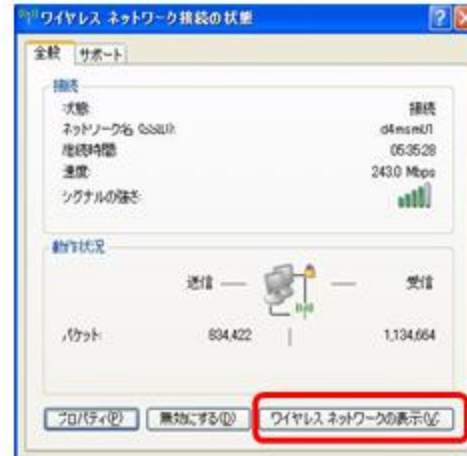 ワイヤレス ネットワーク接続の状態
全般 サポート
接続
状態: 接続
ネットワーク名 (SSID): d4msmU1
継続時間: 05:35:28
速度: 243.0 Mbps
シグナルの強さ:
動作状況
送信 — — 受信
パケット: 834,422 | 1,134,664
プロパティ(P) 無効にする(D) ワイヤレス ネットワークの表示(V)